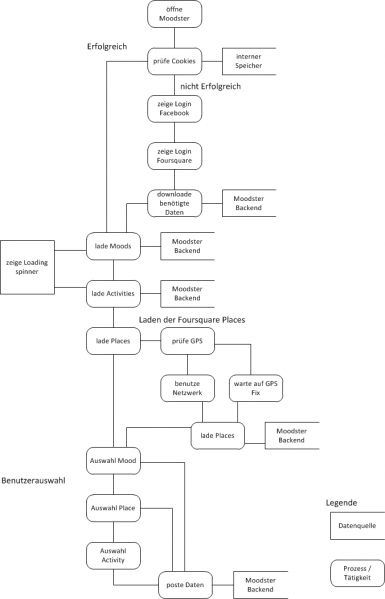 öffne
Moodster
Erfolgreich
prüfe Cookies
interner
Speicher
nicht Erfolgreich
zeige Login
Facebook
zeige Login
Foursquare
downloade
benötigte
Daten
Moodster
Backend
lade Moods
Moodster
Backend
zeige Loading
spinner
lade Activities
Moodster
Backend
Laden der Foursquare Places
lade Places
prüfe GPS
benutze
Netzwerk
warte auf GPS
Fix
lade Places
Moodster
Backend
Auswahl Mood
Benutzerauswahl
Auswahl Place
Legende
Datenquelle
Auswahl
Activity
poste Daten
Moodster
Backend
Prozess /
Tätigkeit